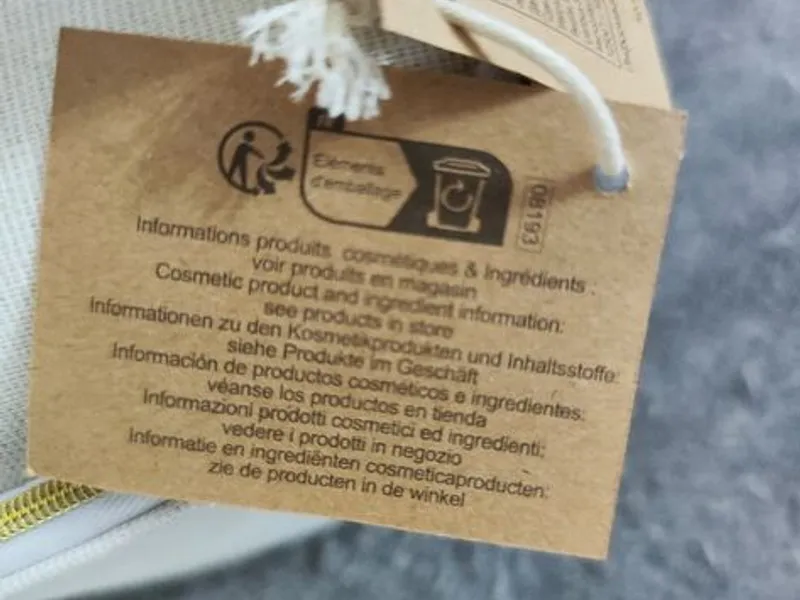 Éléments
d'emballage
08193
Informations produits cosmétiques & Ingrédients :
voir produits en magasin
Cosmetic product and ingredient information:
see products in store
Informationen zu den Kosmetikprodukten und Inhaltsstoffe:
siehe Produkte im Geschäft
Información de productos cosméticos e ingredientes:
véanse los productos en tienda
Informazioni prodotti cosmetici ed ingredienti:
vedere i prodotti in negozio
Informatie en ingrediënten cosmeticaproducten:
zie de producten in de winkel